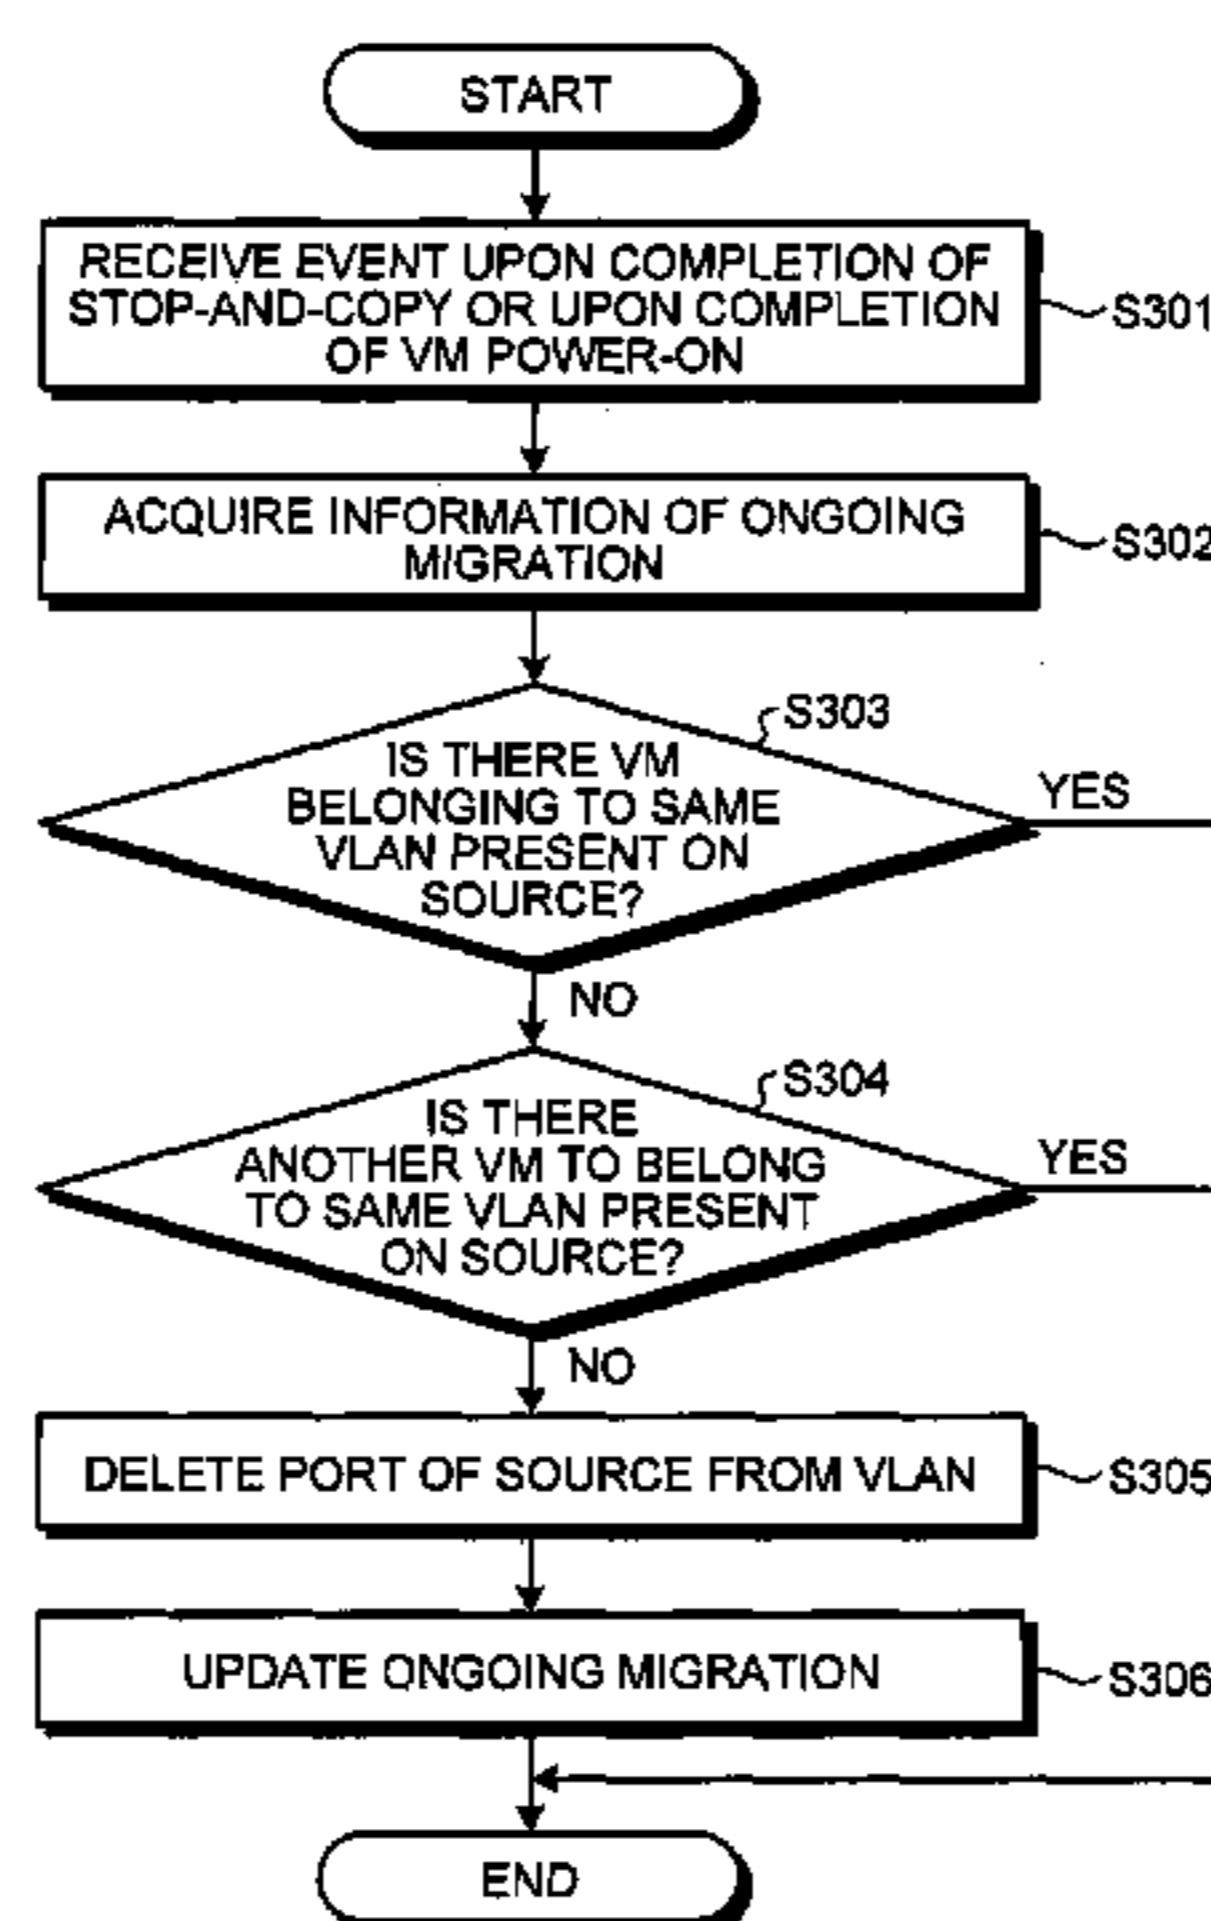 START
RECEIVE EVENT UPON COMPLETION OF
STOP-AND-COPY OR UPON COMPLETION
OF VM POWER-ON
S301
ACQUIRE INFORMATION OF ONGOING
MIGRATION
S302
S303
IS THERE VM
BELONGING TO SAME
VLAN PRESENT ON
SOURCE?
YES
NO
S304
IS THERE
ANOTHER VM TO BELONG
TO SAME VLAN PRESENT
ON SOURCE?
YES
NO
DELETE PORT OF SOURCE FROM VLAN
S305
UPDATE ONGOING MIGRATION
S306
END